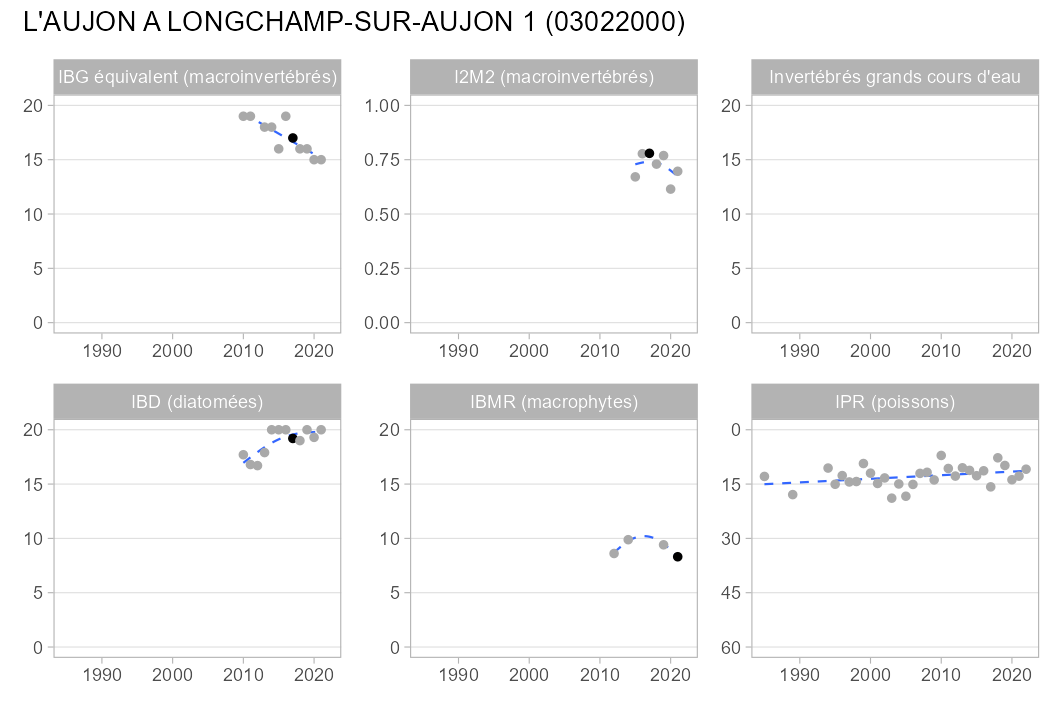 L'AUJON A LONGCHAMP-SUR-AUJON 1 (03022000)
IBG équivalent (macroinvertébrés)
20
15
10
5
0
1990 2000 2010 2020
I2M2 (macroinvertébrés)
1.00
0.75
0.50
0.25
0.00
1990 2000 2010 2020
Invertébrés grands cours d'eau
20
15
10
5
0
1990 2000 2010 2020
IBD (diatomées)
20
15
10
5
0
1990 2000 2010 2020
IBMR (macrophytes)
20
15
10
5
0
1990 2000 2010 2020
IPR (poissons)
0
15
30
45
60
1990 2000 2010 2020